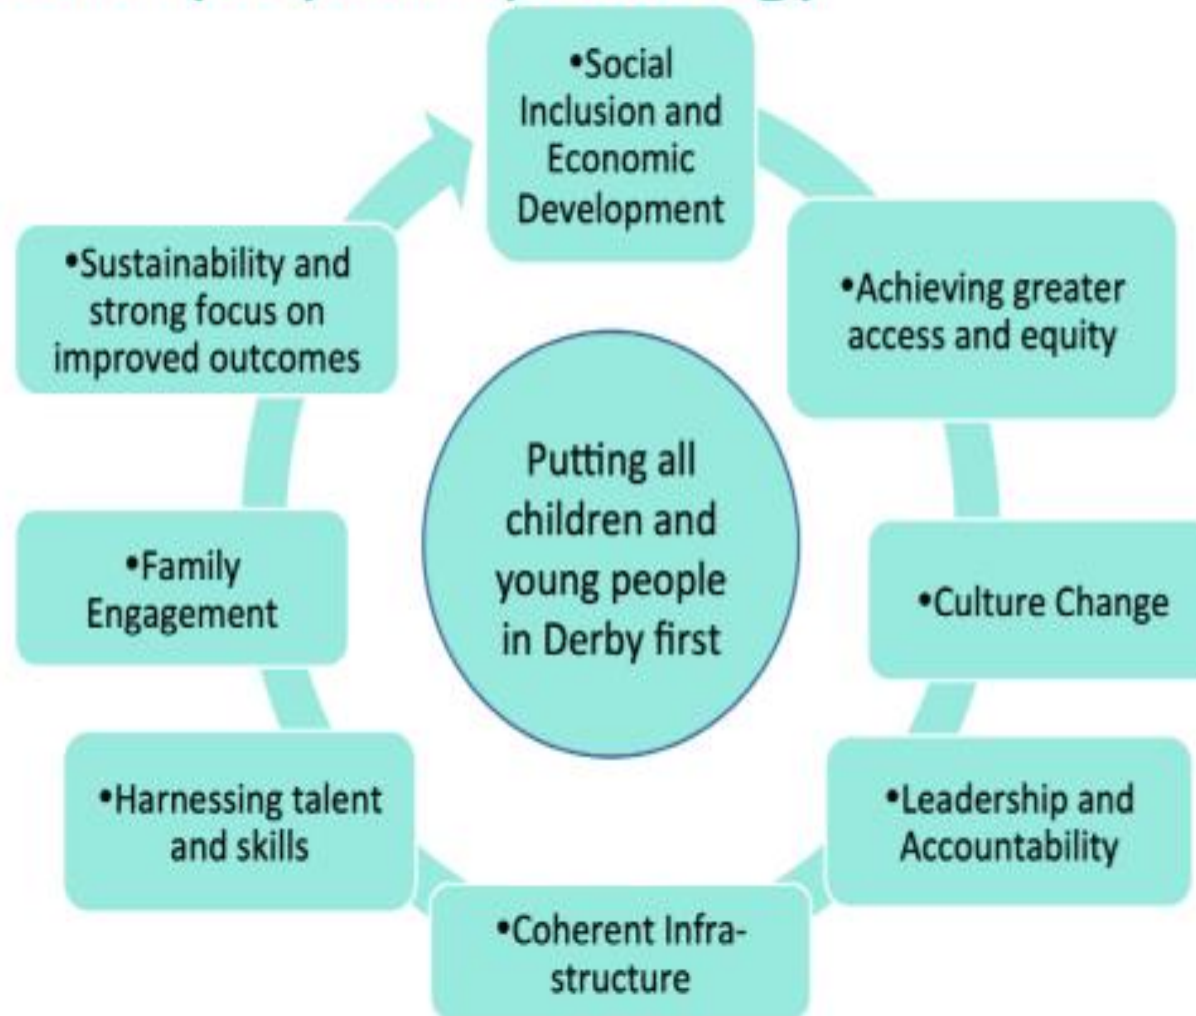 •Social
Inclusion and
Economic
Development
•Achieving greater
access and equity
•Culture Change
•Leadership and
Accountability
•Coherent Infra-
structure
•Harnessing talent
and skills
•Family
Engagement
•Sustainability and
strong focus on
improved outcomes
Putting all
children and
young people
in Derby first